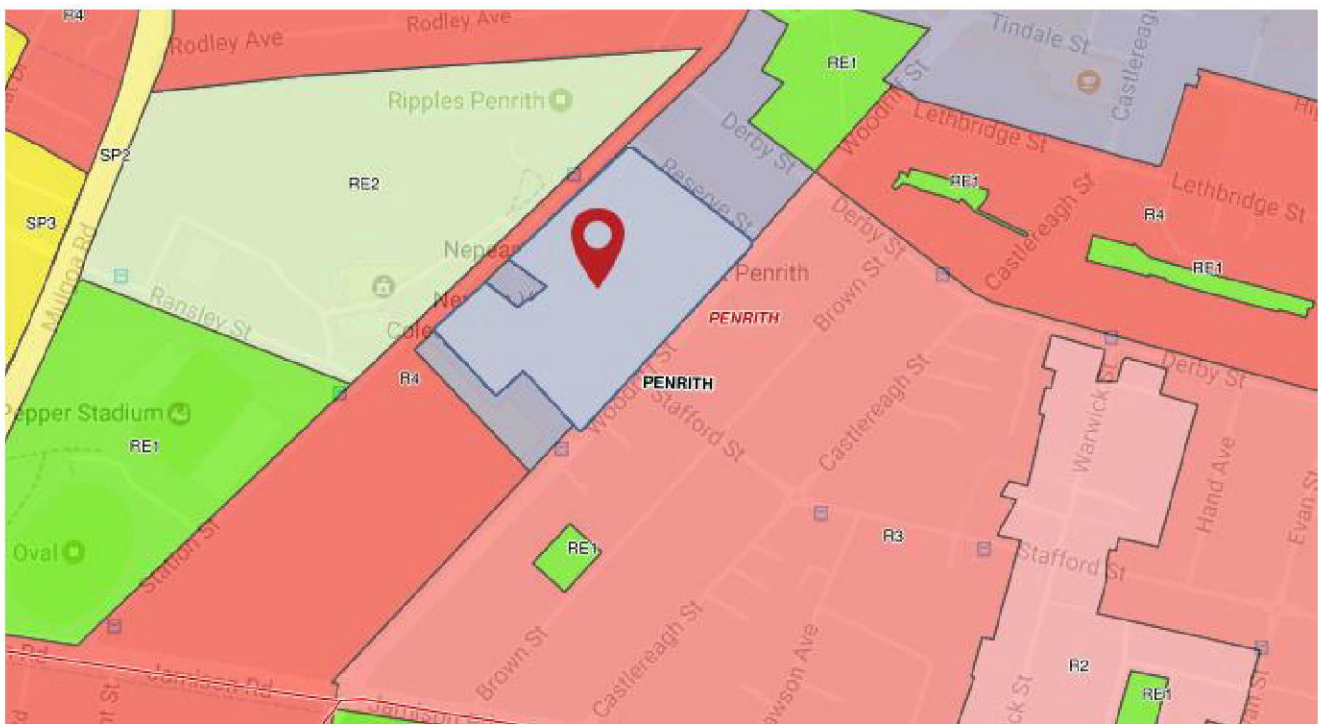 R4
Rodley Ave
Rodley Ave
Tindale St
Castlereagh
RE1
Ripples Penrith
Woodriff St
Lethbridge St
Derby St
SP2
RE2
Reserve St
RE1
Lethbridge St
R4
SP3
Derby St
Castlereagh St
Mulgoa Rd
Nepean
Penrith
RE1
Brown St
Ransley St
PENRITH
Derby St
R4
PENRITH
Woodriff St
Pepper Stadium
RE1
Stafford St
Castlereagh St
Warwick St
Hand Ave
Evan St
R3
Oval
Station St
RE1
Stafford St
Brown St
Castlereagh St
R2
Jamison Rd
RE1
Jamison